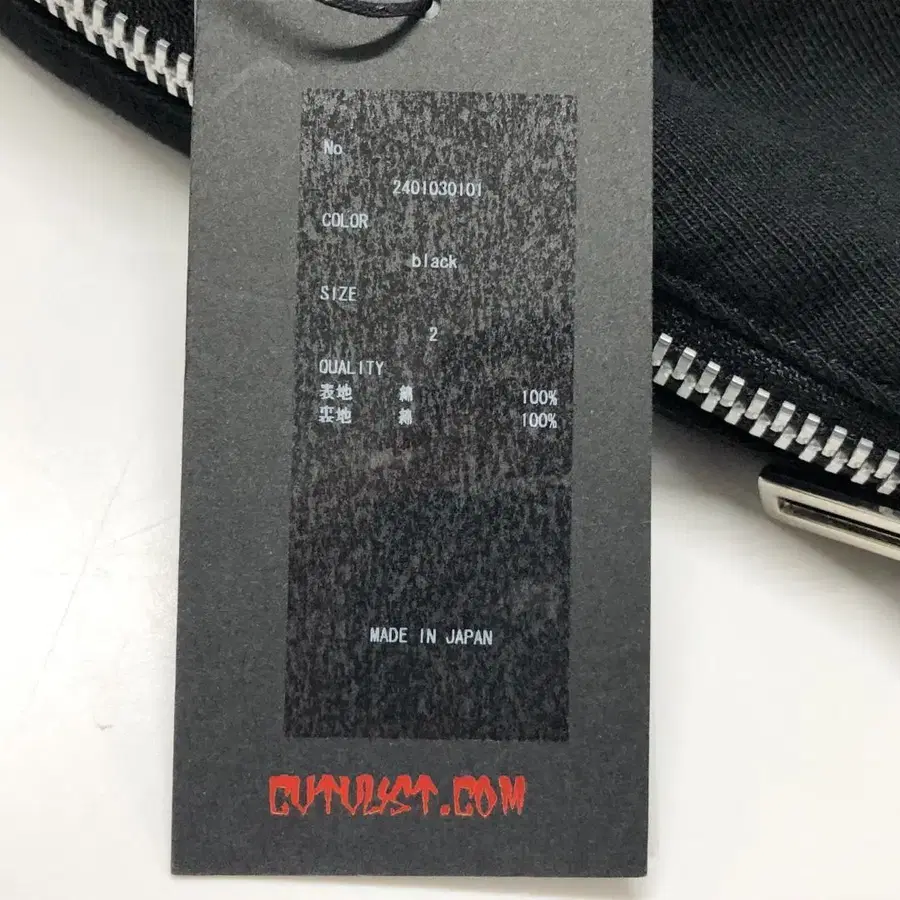 No
2401030101
COLOR
black
SIZE
2
QUALITY
表地 綿 100%
裏地 綿 100%
MADE IN JAPAN
CUTULYST.COM